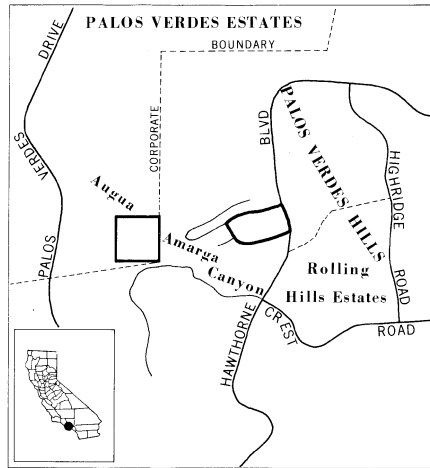 PALOS VERDES ESTATES
BOUNDARY
CORPORATE
PALOS VERDES DRIVE
HAWTHORNE BLVD
PALOS VERDES HILLS
HIGHRIDGE ROAD
Augua
Amarga
Canyon
Rolling
Hills Estates
CREST ROAD